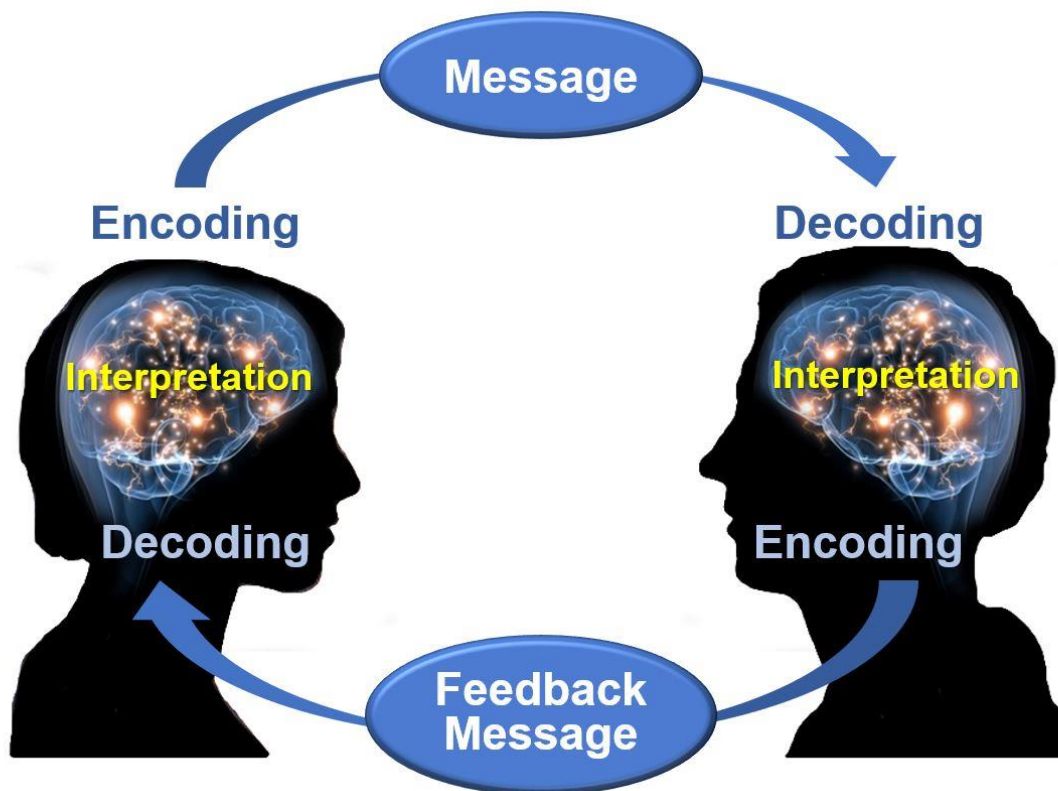 Message
Encoding
Decoding
Interpretation
Interpretation
Decoding
Encoding
Feedback
Message